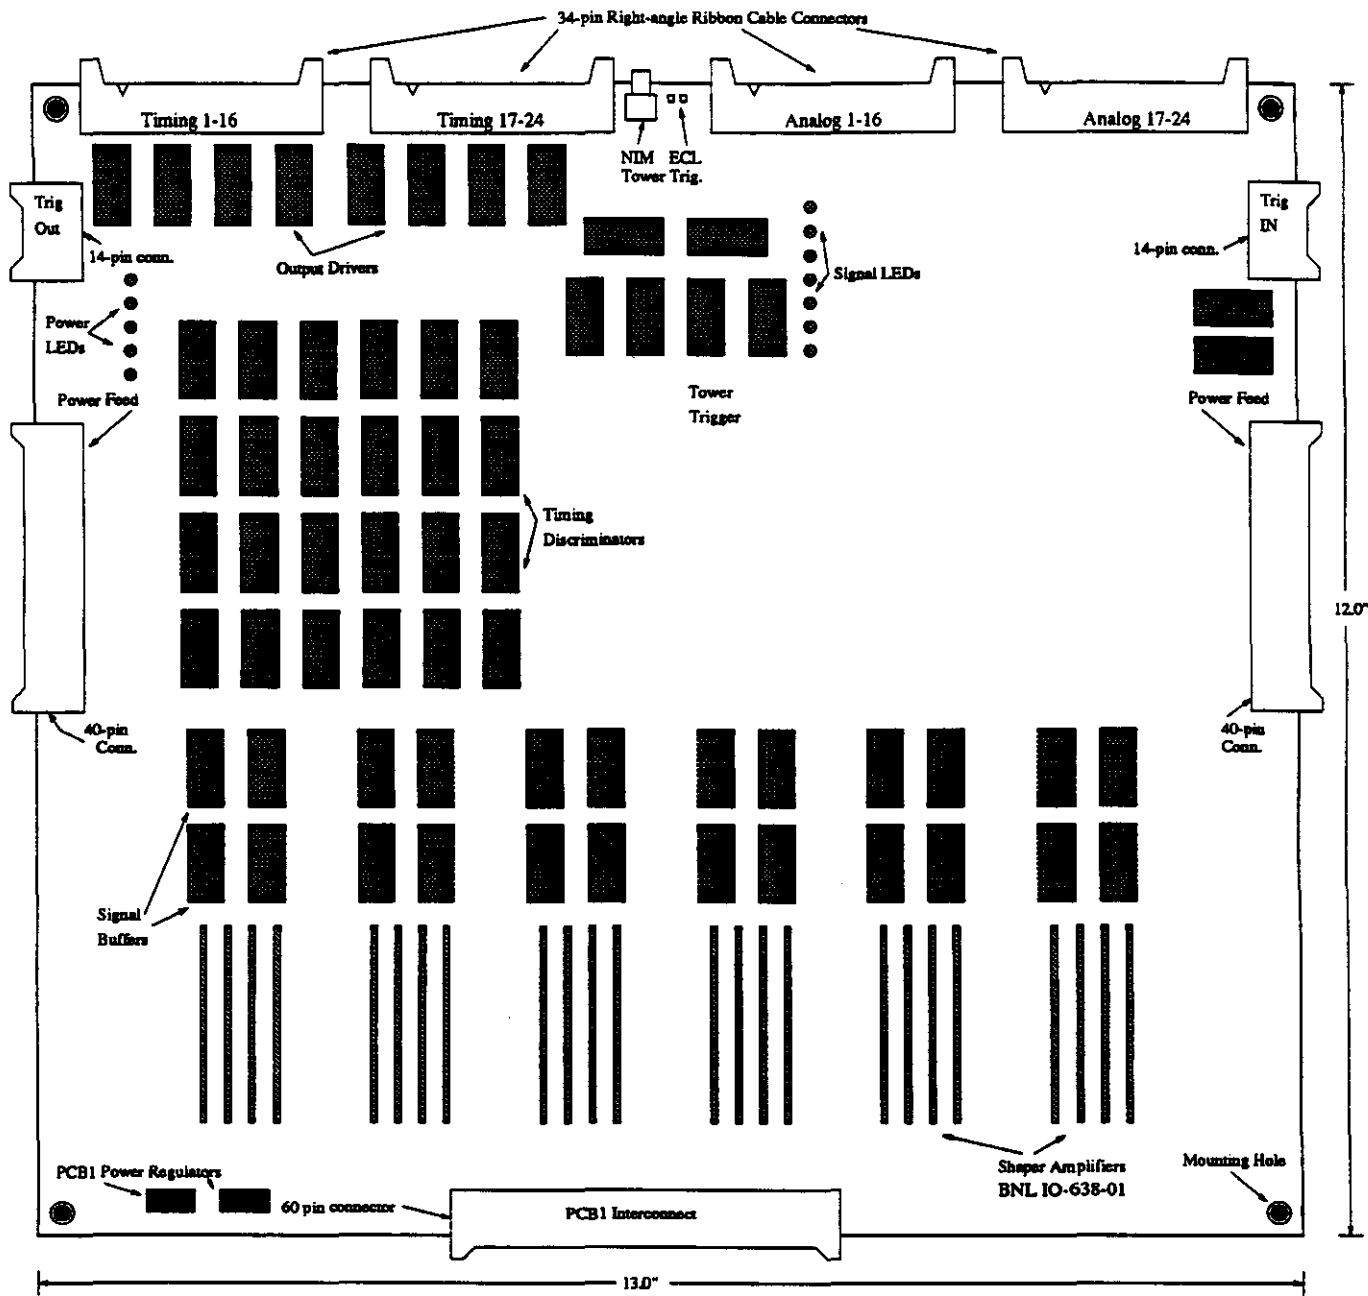 34-pin Right-angle Ribbon Cable Connectors
Timing 1-16
Timing 17-24
Analog 1-16
Analog 17-24
NIM ECL
Tower Trig.
Trig
Out
Trig
IN
14-pin conn.
Output Drivers
Signal LEDs
14-pin conn.
Power
LEDs
Power Feed
Tower
Trigger
Power Feed
Timing
Discriminators
12.0"
40-pin
Conn.
40-pin
Conn.
Signal
Buffers
PCB1 Power Regulators
Shaper Amplifiers
BNL IO-638-01
Mounting Hole
60 pin connector
PCB1 Interconnect
13.0"